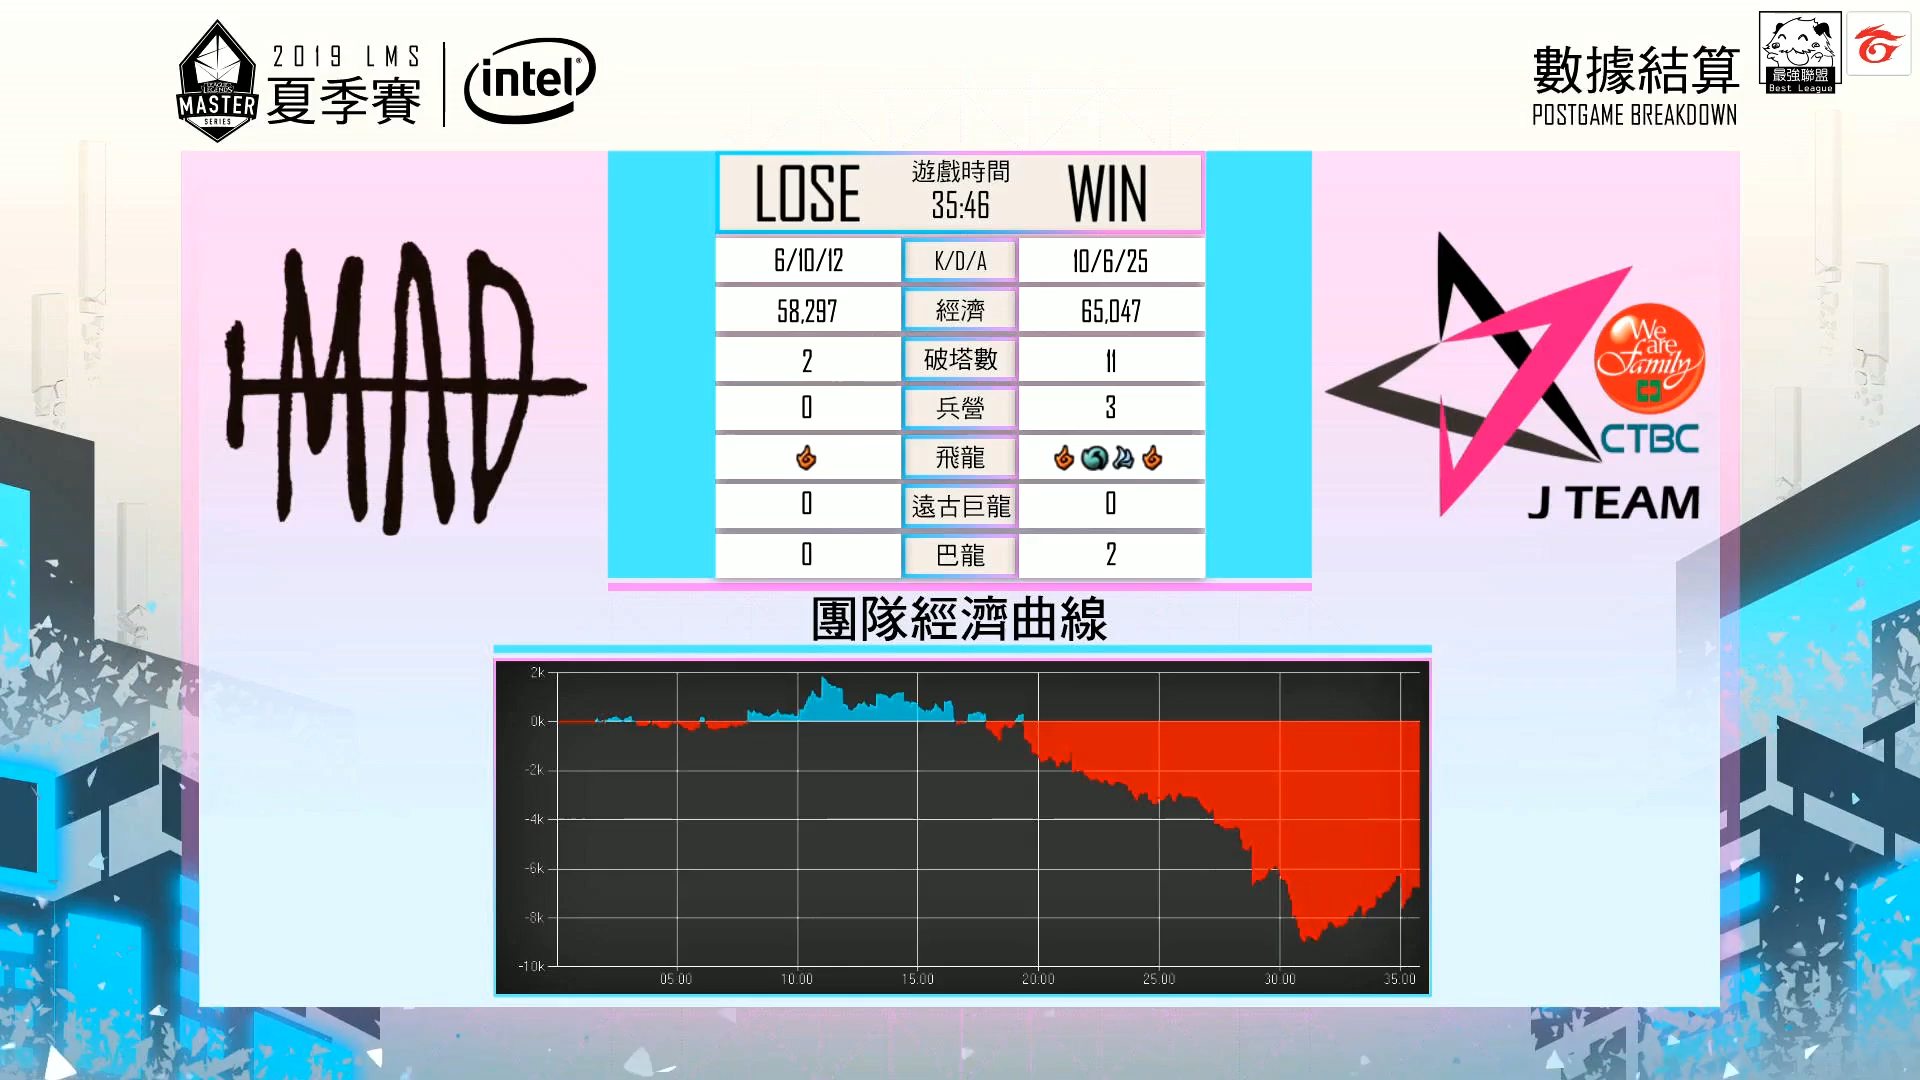 2019 LMS
夏季賽
LEAGUE OF LEGENDS
MASTER
SERIES
intel
數據結算
POSTGAME BREAKDOWN
最強聯盟
Best League
LOSE
遊戲時間
35:46
WIN
6/10/12 K/D/A 10/6/25
58,297 經濟 65,047
2 破塔數 11
0 兵營 3
飛龍
0 遠古巨龍 0
0 巴龍 2
MAD
We are Family
CTBC
J TEAM
團隊經濟曲線
2k
0k
-2k
-4k
-6k
-8k
-10k
05:00 10:00 15:00 20:00 25:00 30:00 35:00